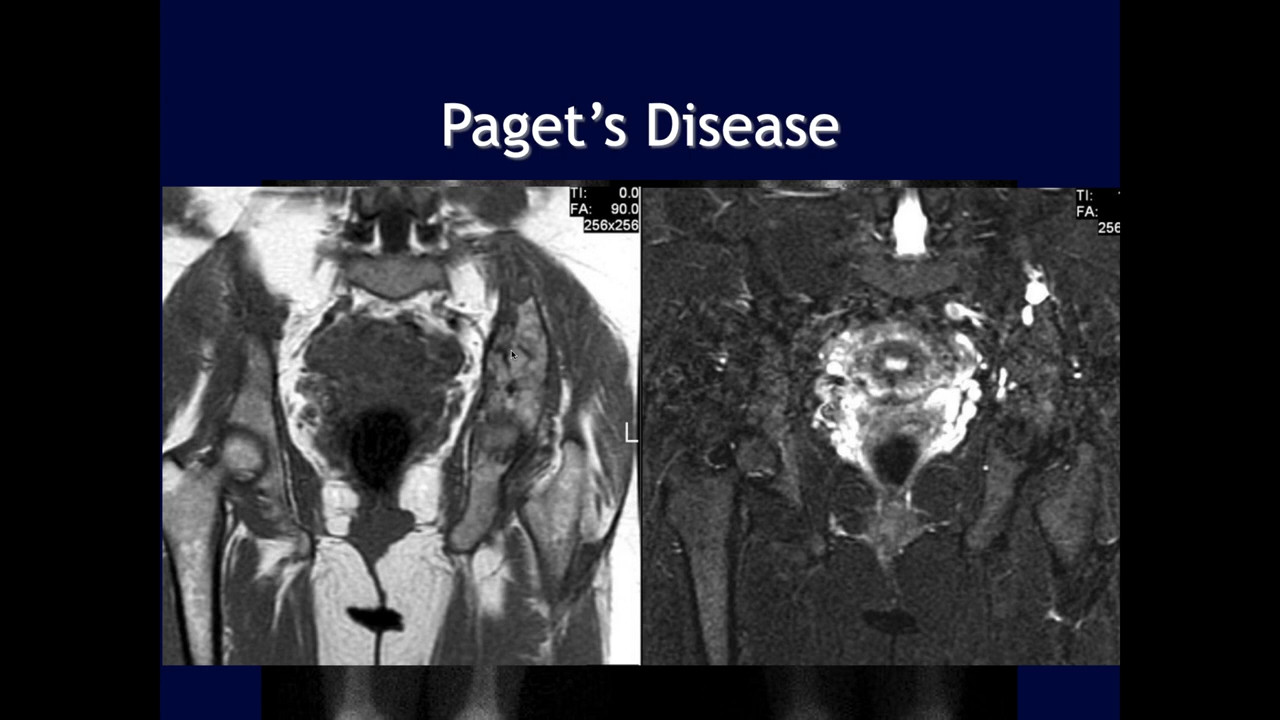 Paget's Disease
TI: 0.0
FA: 90.0
256x256
L
TI:
FA:
256